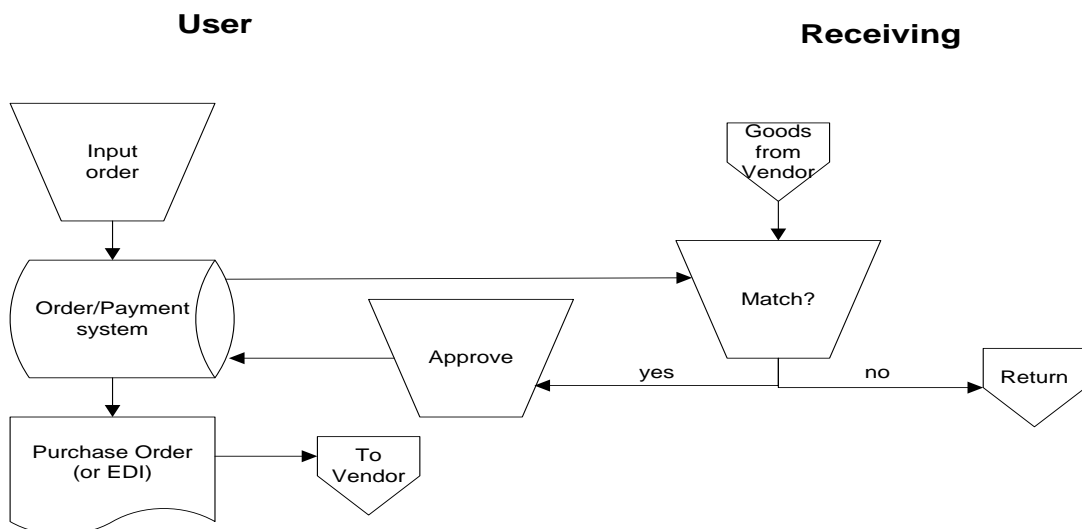 User
Receiving
Input
order
Goods
from
Vendor
Order/Payment
system
Match?
Approve
yes
no
Return
Purchase Order
(or EDI)
To
Vendor